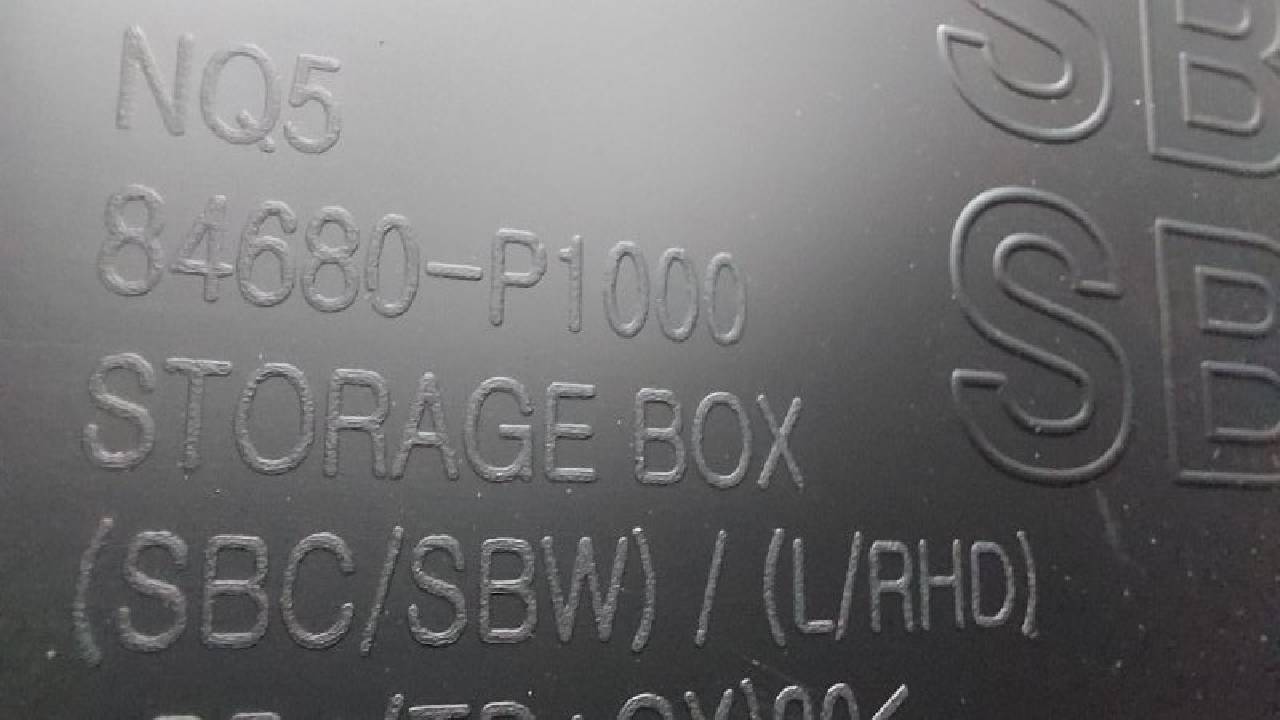 NQ5
84680-P1000
STORAGE BOX
(SBC/SBW) / (L/RHD)
SB
SB